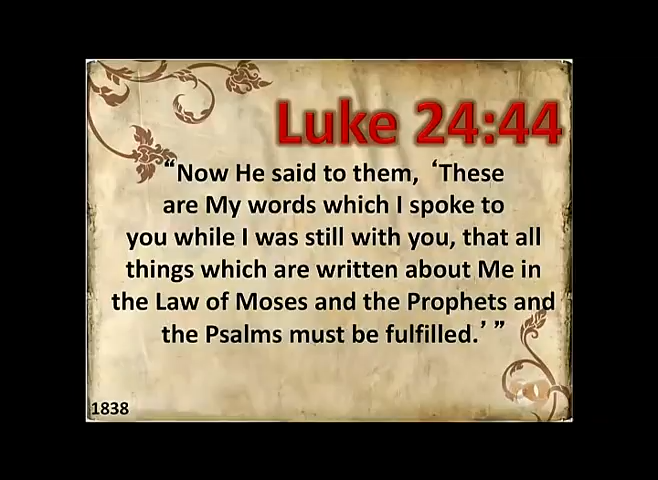 Luke 24:44
“Now He said to them, ‘These
are My words which I spoke to
you while I was still with you, that all
things which are written about Me in
the Law of Moses and the Prophets and
the Psalms must be fulfilled.’ ”
1838